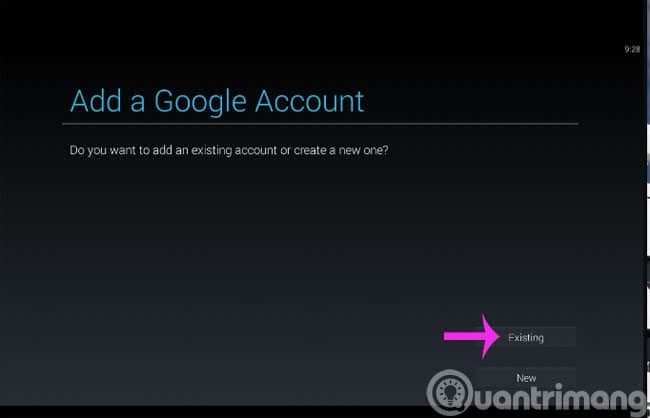 9:28
Add a Google Account
Do you want to add an existing account or create a new one?
Existing
New
Quantrimang